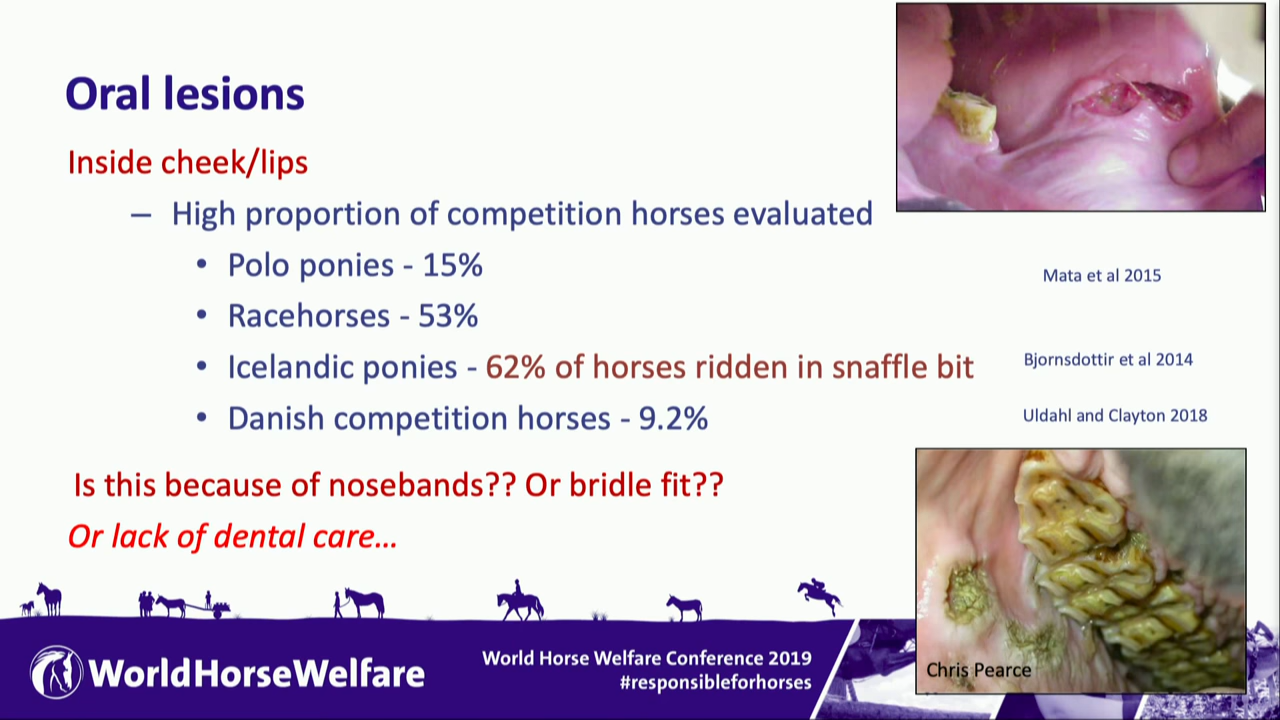 Oral lesions
Inside cheek/lips
– High proportion of competition horses evaluated
• Polo ponies - 15%
Mata et al 2015
• Racehorses - 53%
• Icelandic ponies - 62% of horses ridden in snaffle bit
Bjornsdottir et al 2014
• Danish competition horses - 9.2%
Uldahl and Clayton 2018
Is this because of nosebands?? Or bridle fit??
Or lack of dental care...
Chris Pearce
WorldHorseWelfare
World Horse Welfare Conference 2019
#responsibleforhorses